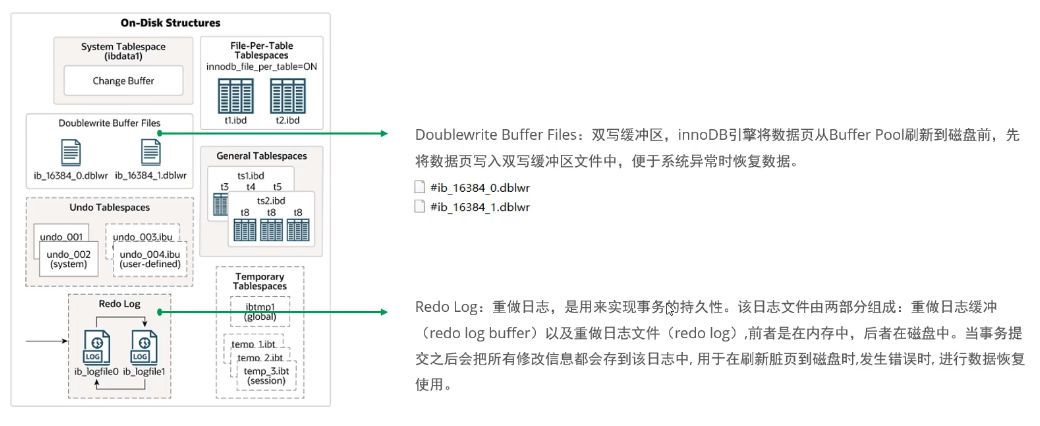 On-Disk Structures
System Tablespace
(ibdata1)
Change Buffer
File-Per-Table
Tablespaces
innodb_file_per_table=ON
t1.ibd
t2.ibd
Doublewrite Buffer Files
ib_16384_0.dblwr
ib_16384_1.dblwr
General Tablespaces
ts1.ibd
t3 t4 t5
ts2.ibd
t8 t8 t8
Undo Tablespaces
undo_001
undo_002
(system)
undo_003.ibu
undo_004.ibu
(user-defined)
Temporary
Tablespaces
ibtmp1
(global)
temp_1.ibt
temp_2.ibt
temp_3.ibt
(session)
Redo Log
LOG
LOG
ib_logfile0 ib_logfile1
Doublewrite Buffer Files：双写缓冲区，innoDB引擎将数据页从Buffer Pool刷新到磁盘前，先
将数据页写入双写缓冲区文件中，便于系统异常时恢复数据。
#ib_16384_0.dblwr
#ib_16384_1.dblwr
Redo Log：重做日志，是用来实现事务的持久性。该日志文件由两部分组成：重做日志缓冲
（redo log buffer）以及重做日志文件（redo log）,前者是在内存中，后者在磁盘中。当事务提
交之后会把所有修改信息都会存到该日志中, 用于在刷新脏页到磁盘时,发生错误时, 进行数据恢复
使用。